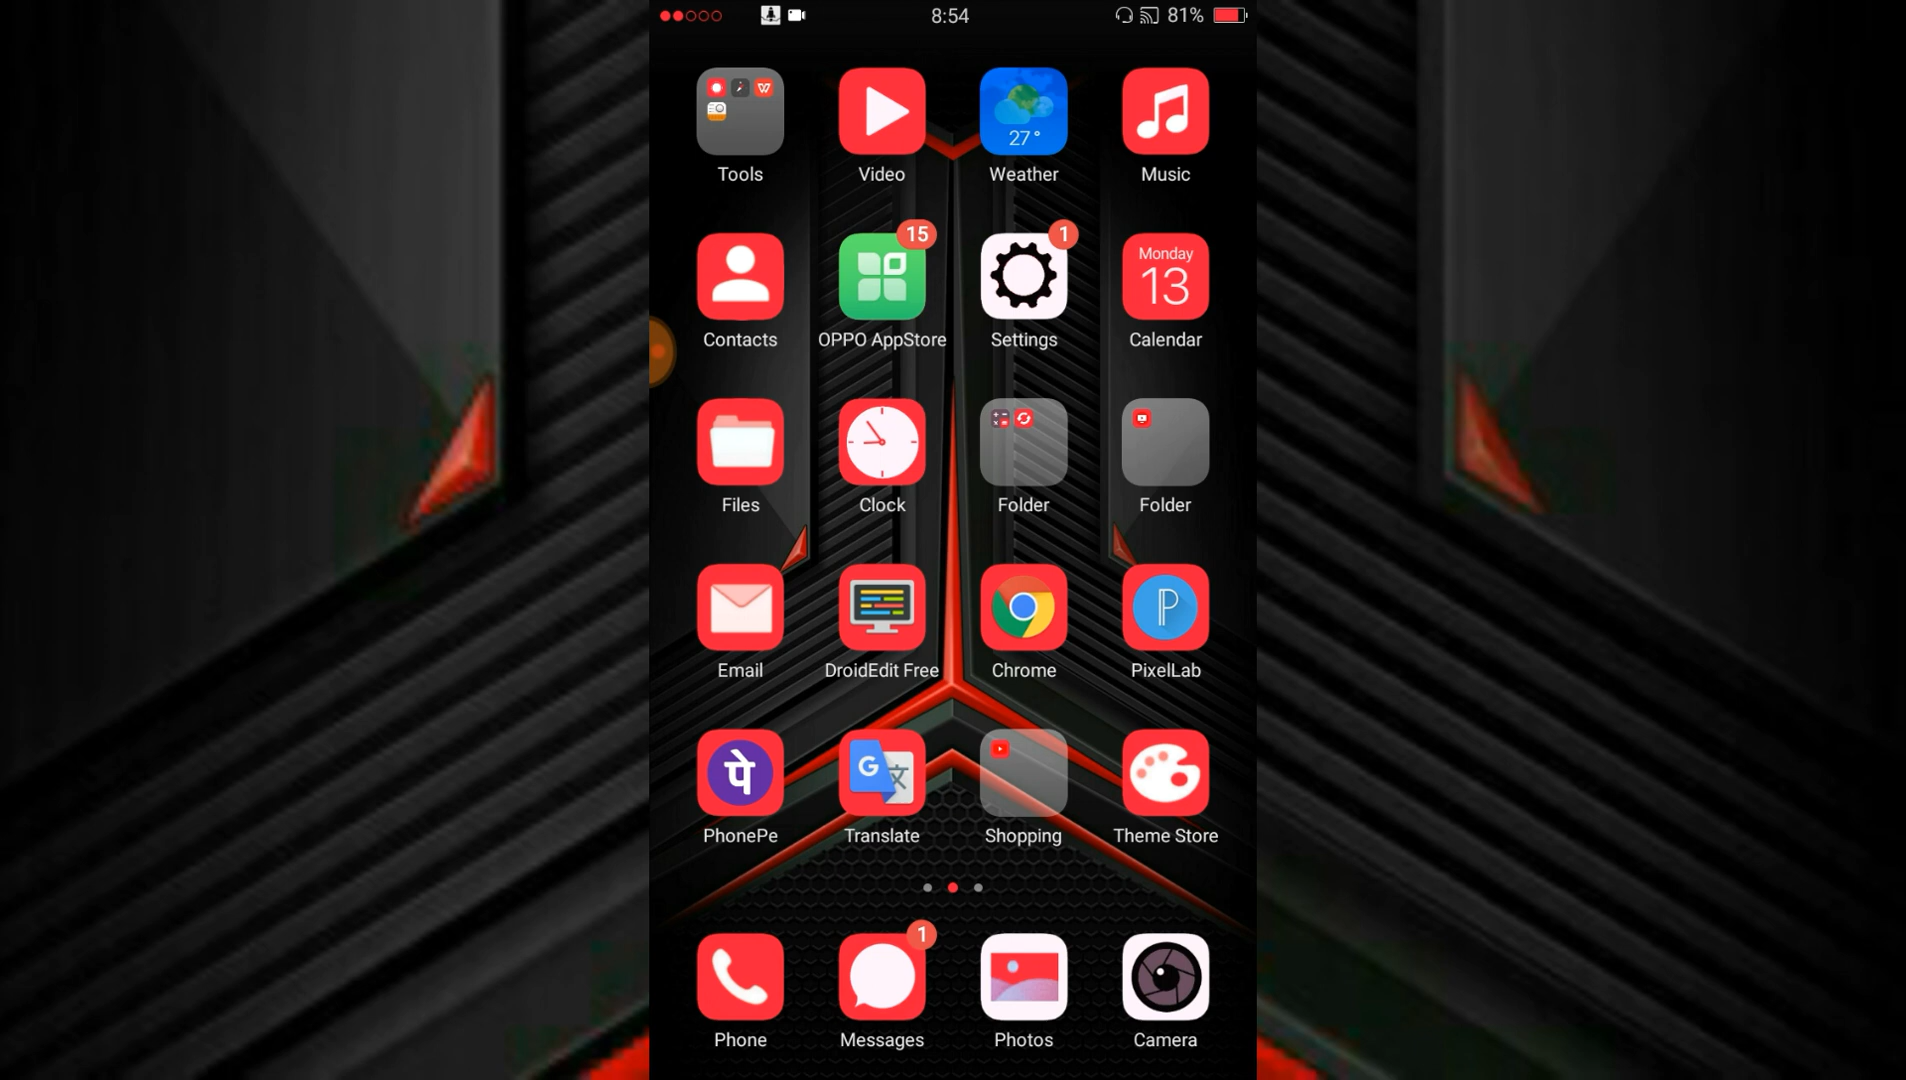 8:54 81%
27°
Tools Video Weather Music
15 1
Monday
13
Contacts OPPO AppStore Settings Calendar
W
Files Clock Folder Folder
Email DroidEdit Free Chrome PixelLab
पे G 文
PhonePe Translate Shopping Theme Store
1
Phone Messages Photos Camera